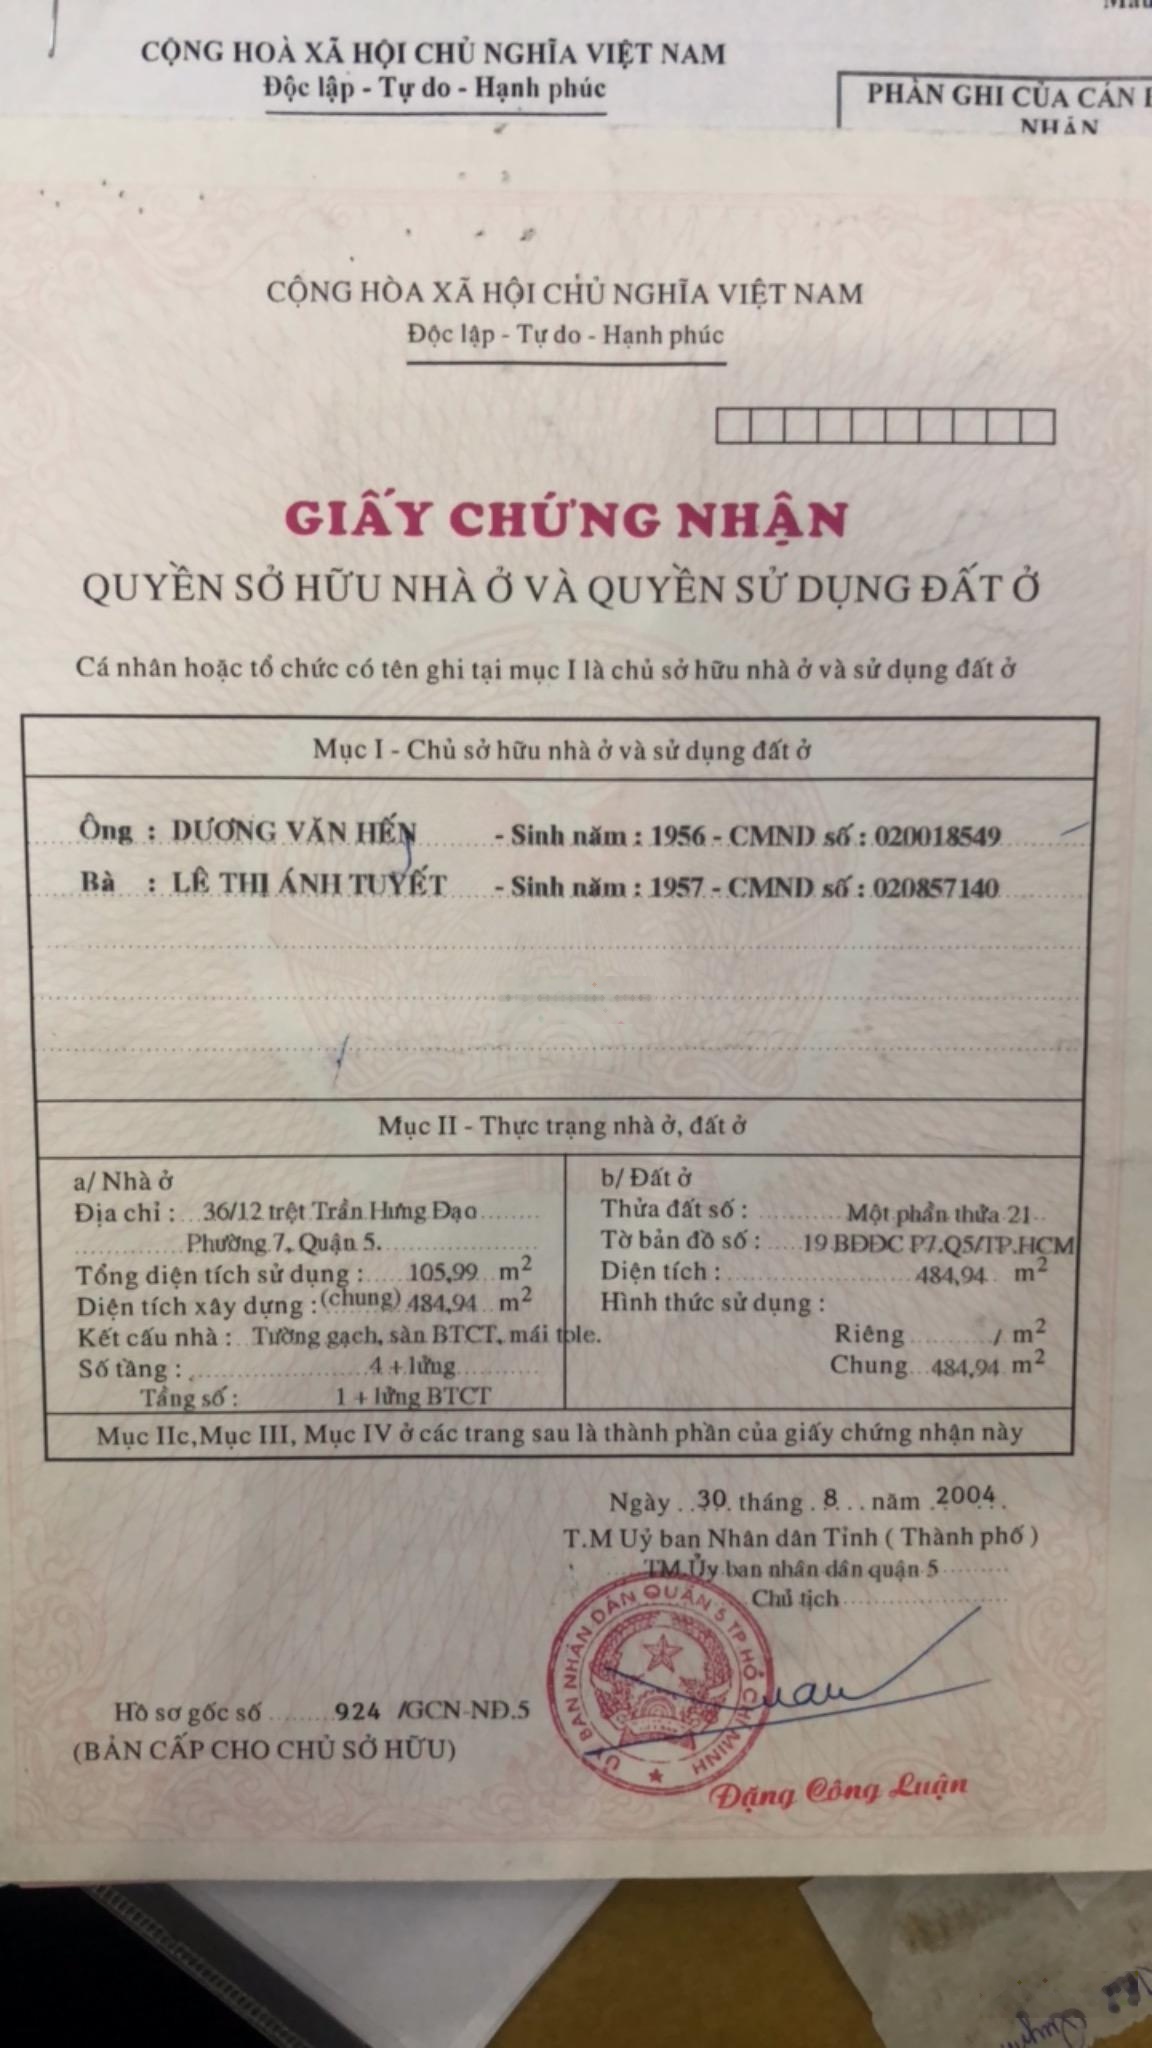 CỘNG HOÀ XÃ HỘI CHỦ NGHĨA VIỆT NAM
Độc lập - Tự do - Hạnh phúc
PHẦN GHI CỦA CÁN
NHẬN
CỘNG HÒA XÃ HỘI CHỦ NGHĨA VIỆT NAM
Độc lập - Tự do - Hạnh phúc
GIẤY CHỨNG NHẬN
QUYỀN SỞ HỮU NHÀ Ở VÀ QUYỀN SỬ DỤNG ĐẤT Ở
Cá nhân hoặc tổ chức có tên ghi tại mục I là chủ sở hữu nhà ở và sử dụng đất ở
Mục I - Chủ sở hữu nhà ở và sử dụng đất ở
Ông : DƯƠNG VĂN HẾN - Sinh năm : 1956 - CMND số : 020018549
Bà : LÊ THỊ ÁNH TUYẾT - Sinh năm : 1957 - CMND số : 020857140
Mục II - Thực trạng nhà ở, đất ở
a/ Nhà ở
Địa chỉ : 36/12 trệt Trần Hưng Đạo
Phường 7, Quận 5.
Tổng diện tích sử dụng : 105,99 m²
Diện tích xây dựng : (chung) 484,94 m²
Kết cấu nhà : Tường gạch, sàn BTCT, mái tole.
Số tầng : 4 + lửng
Tầng số : 1 + lửng BTCT
b/ Đất ở
Thửa đất số : Một phần thửa 21
Tờ bản đồ số : 19 BĐĐC P7.Q5/TP.HCM
Diện tích : 484,94 m²
Hình thức sử dụng :
Riêng / m²
Chung 484,94 m²
Mục IIc, Mục III, Mục IV ở các trang sau là thành phần của giấy chứng nhận này
Ngày 30 tháng 8 năm 2004
T.M Uỷ ban Nhân dân Tỉnh ( Thành phố )
TM.Ủy ban nhân dân quận 5
Chủ tịch
ỦY BAN NHÂN DÂN QUẬN 5 TP HỒ CHÍ MINH
Đặng Công Luận
Hồ sơ gốc số 924 /GCN-NĐ.5
(BẢN CẤP CHO CHỦ SỞ HỮU)